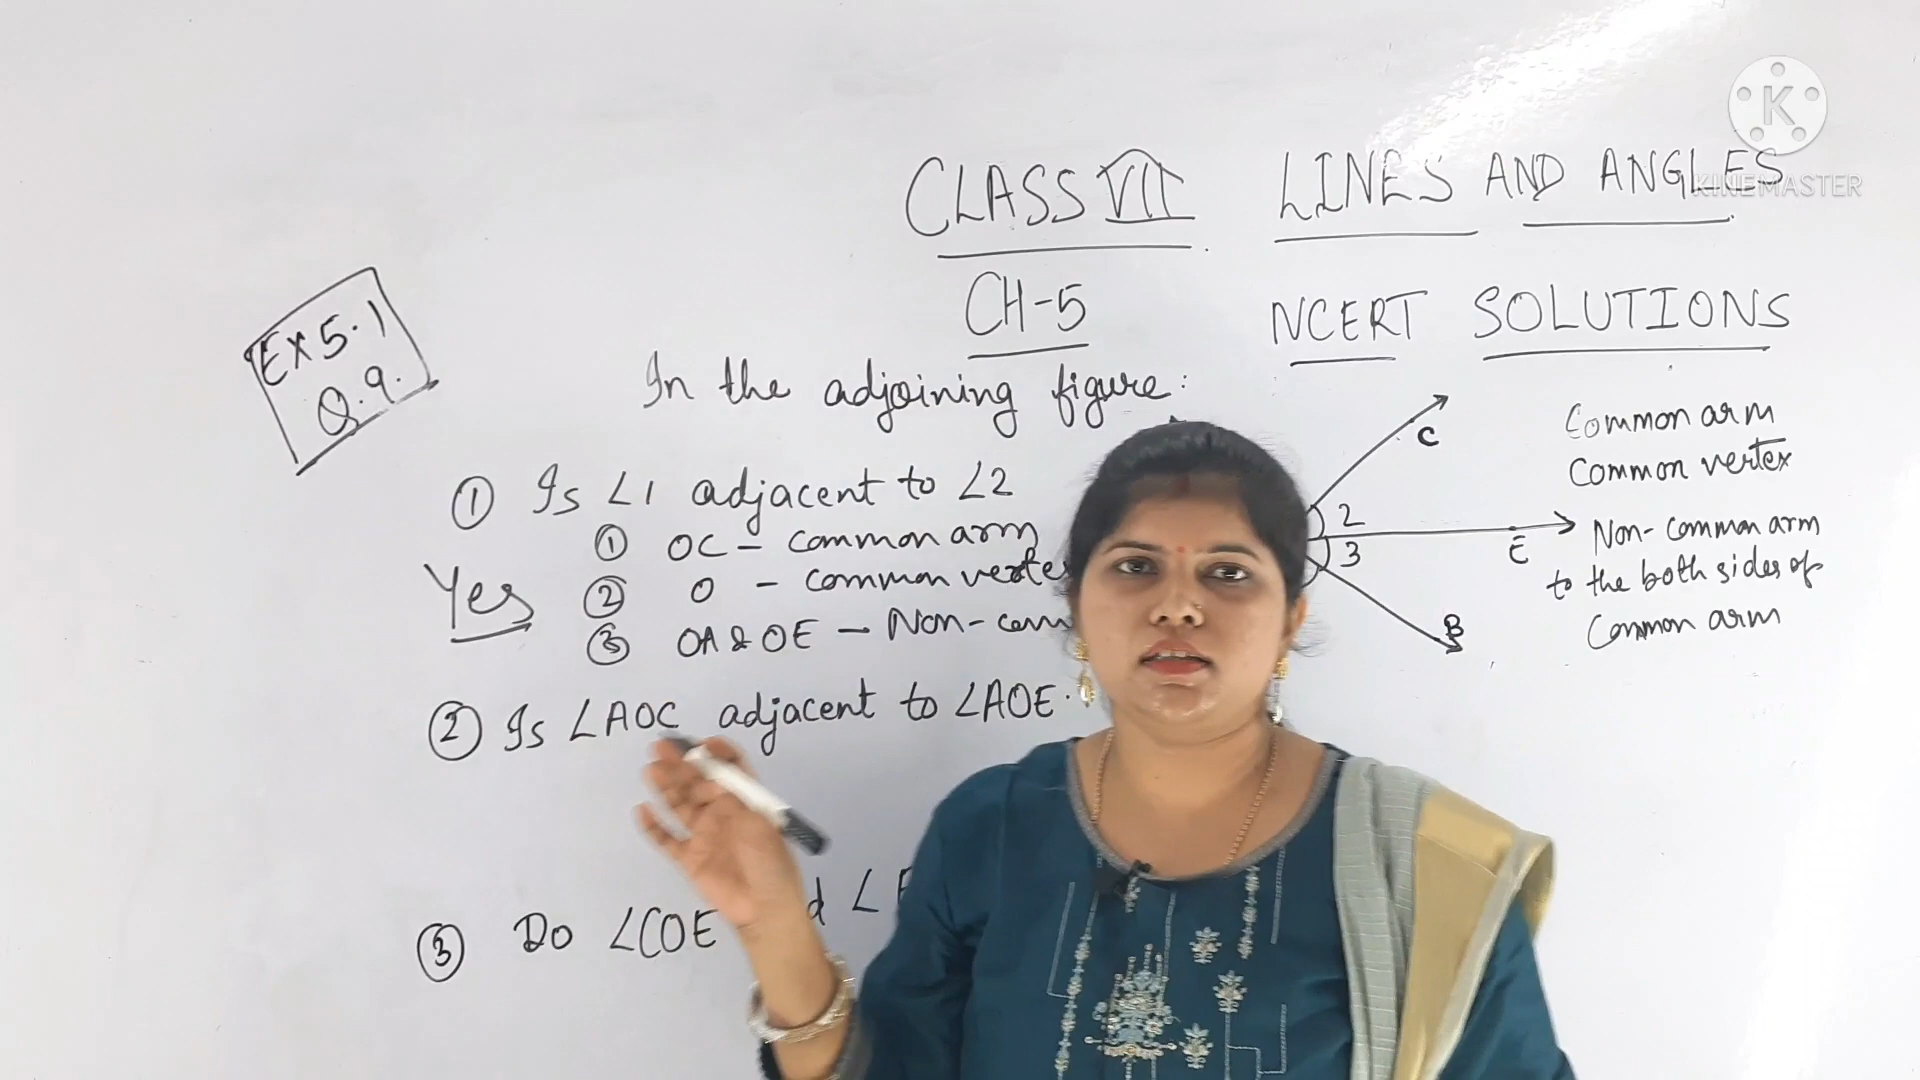 K
KINEMASTER
CLASS VII LINES AND ANGLES
CH-5 NCERT SOLUTIONS
EX 5.1
Q.9.
In the adjoining figure:
① Is ∠1 adjacent to ∠2
① OC - common arm
Yes ② O - common vertex
③ OA & OE - Non-com
② Is ∠AOC adjacent to ∠AOE.
③ Do ∠COE d ∠
C
2
3
E
B
Common arm
Common vertex
Non-common arm
to the both sides of
Common arm